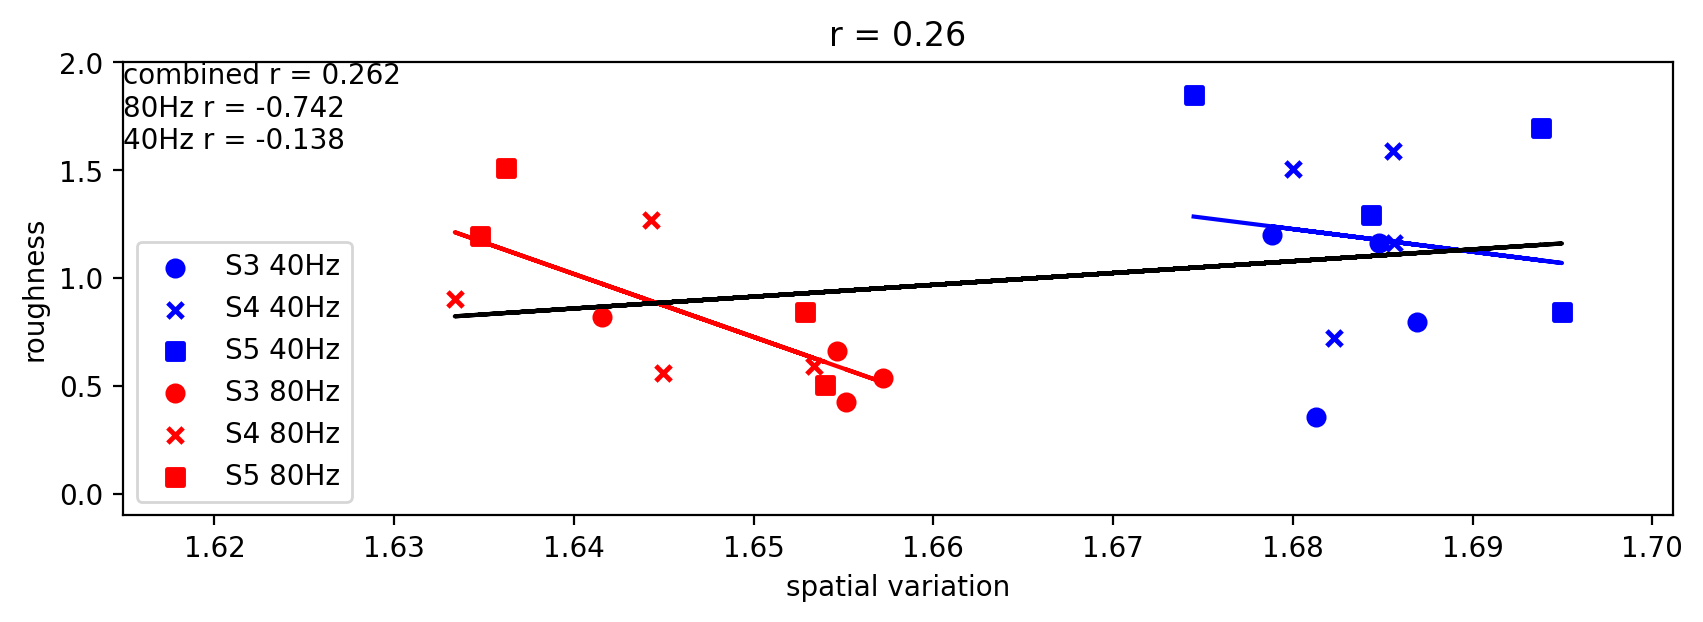 r = 0.26
combined r = 0.262
80Hz r = -0.742
40Hz r = -0.138
2.0
1.5
1.0
0.5
0.0
roughness
S3 40Hz
S4 40Hz
S5 40Hz
S3 80Hz
S4 80Hz
S5 80Hz
1.62 1.63 1.64 1.65 1.66 1.67 1.68 1.69 1.70
spatial variation